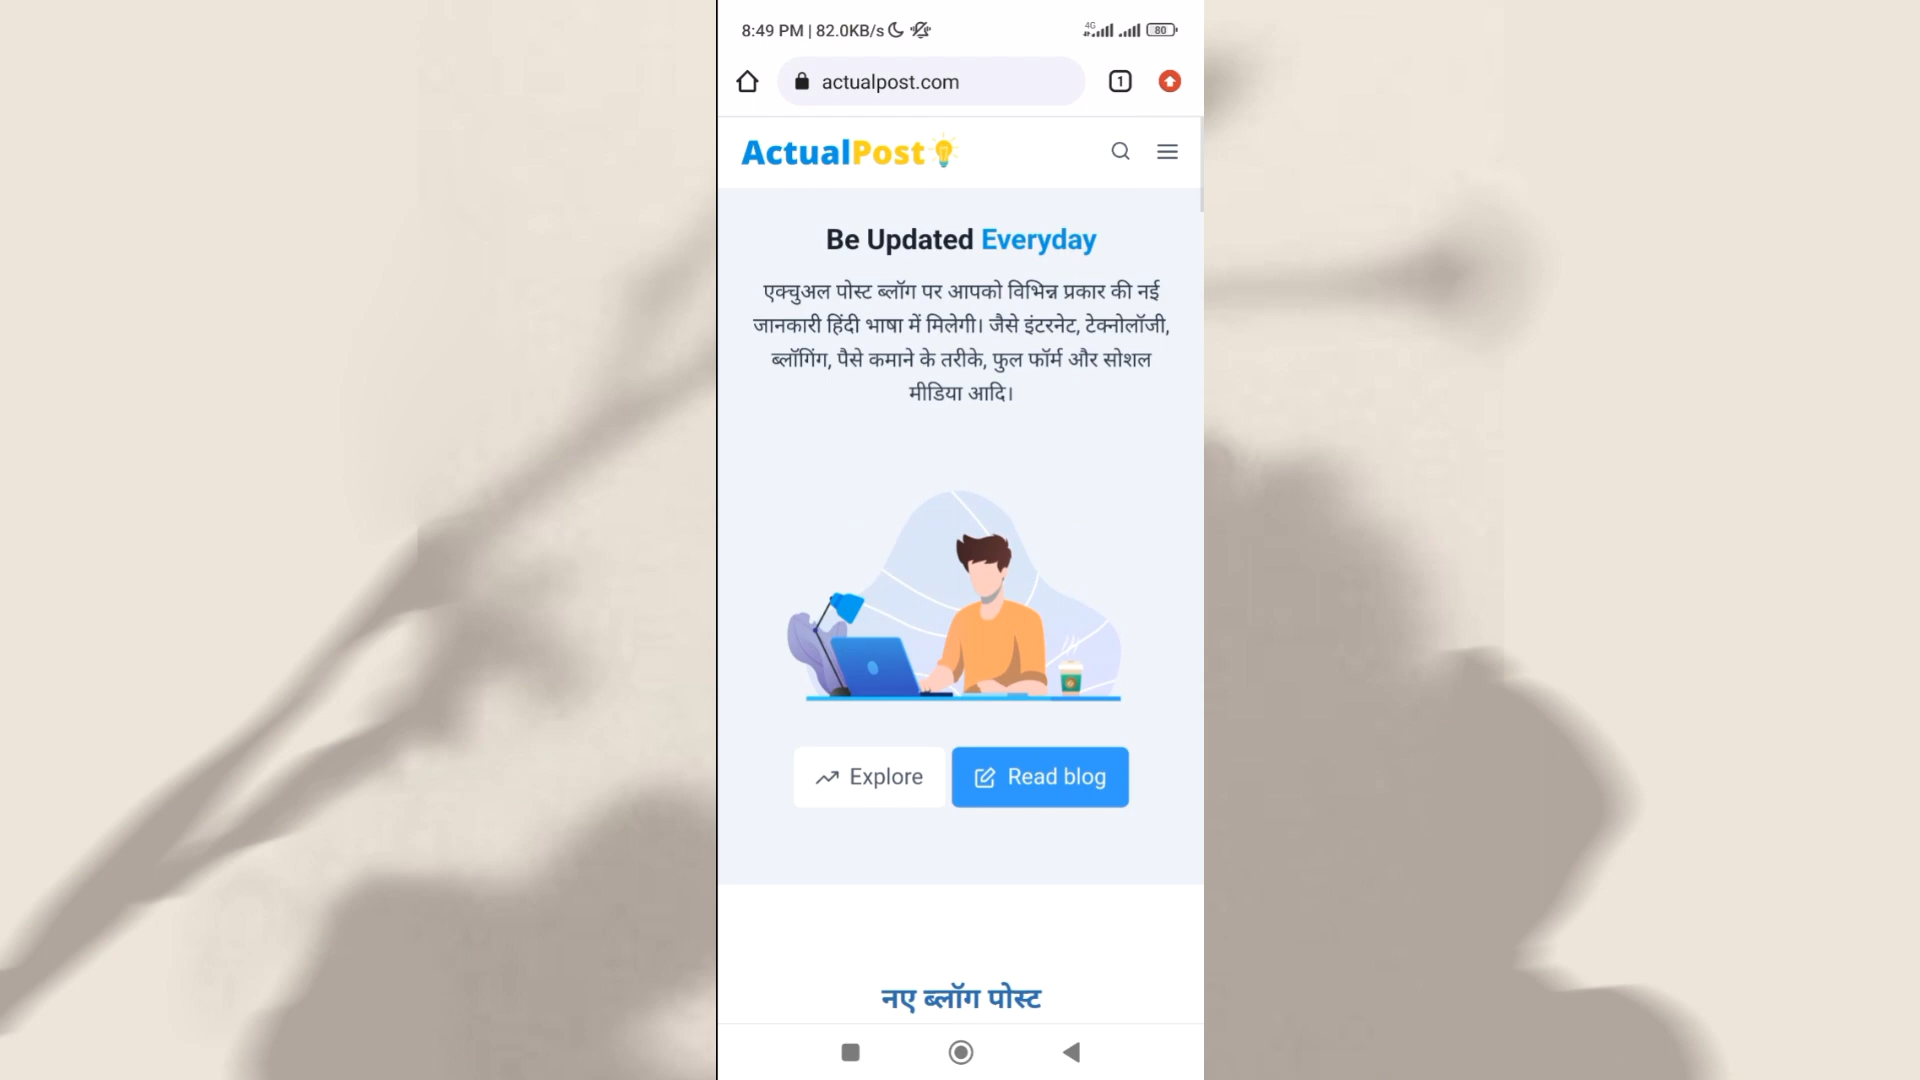 8:49 PM | 82.0KB/s 4G 80
actualpost.com 1
ActualPost
Be Updated Everyday
एक्चुअल पोस्ट ब्लॉग पर आपको विभिन्न प्रकार की नई
जानकारी हिंदी भाषा में मिलेगी। जैसे इंटरनेट, टेक्नोलॉजी,
ब्लॉगिंग, पैसे कमाने के तरीके, फुल फॉर्म और सोशल
मीडिया आदि।
Explore Read blog
नए ब्लॉग पोस्ट